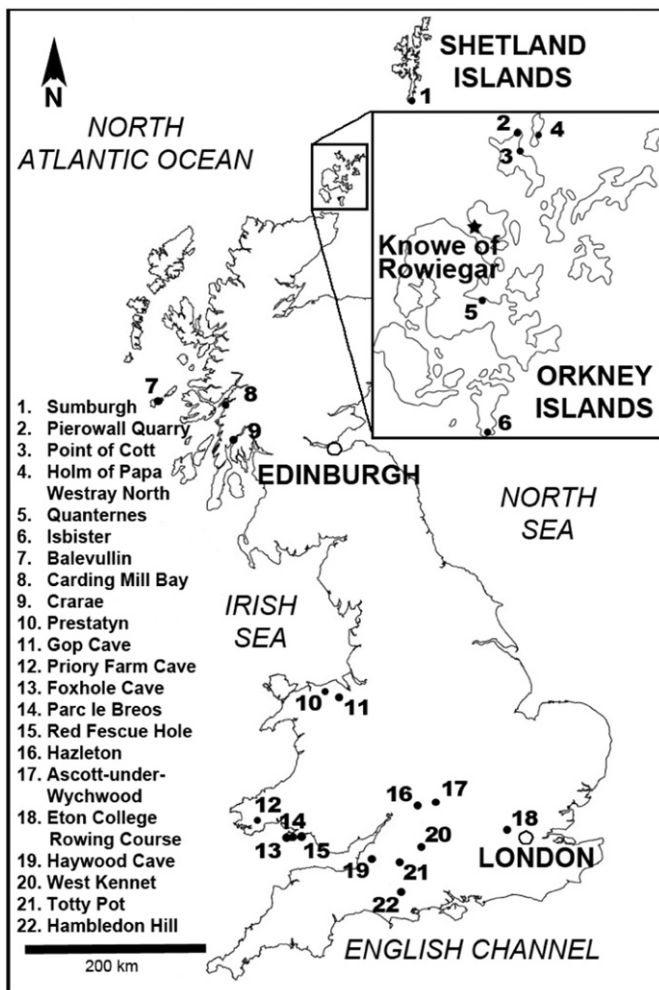 SHETLAND
ISLANDS
N
1
NORTH
ATLANTIC OCEAN
2
4
3
Knowe of
Rowiegar
5
ORKNEY
ISLANDS
6
7
8
9
EDINBURGH
NORTH
SEA
IRISH
SEA
1. Sumburgh
2. Pierowall Quarry
3. Point of Cott
4. Holm of Papa
Westray North
5. Quanternes
6. Isbister
7. Balevullin
8. Carding Mill Bay
9. Crarae
10. Prestatyn
11. Gop Cave
12. Priory Farm Cave
13. Foxhole Cave
14. Parc le Breos
15. Red Fescue Hole
16. Hazleton
17. Ascott-under-
Wychwood
18. Eton College
Rowing Course
19. Haywood Cave
20. West Kennet
21. Totty Pot
22. Hambledon Hill
200 km
10
11
12
14
13
15
16
17
18
LONDON
20
19
21
22
ENGLISH CHANNEL